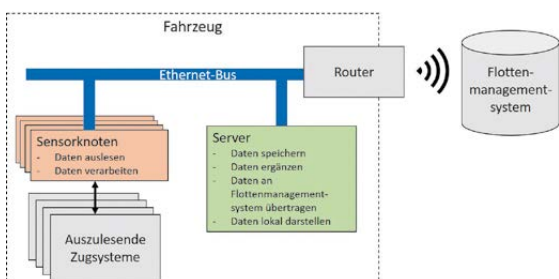 Fahrzeug
Ethernet-Bus
Router
Flotten-
management-
system
Sensorknoten
- Daten auslesen
- Daten verarbeiten
Server
- Daten speichern
- Daten ergänzen
- Daten an
Flottenmanagement-
system übertragen
- Daten lokal darstellen
Auszulesende
Zugsysteme